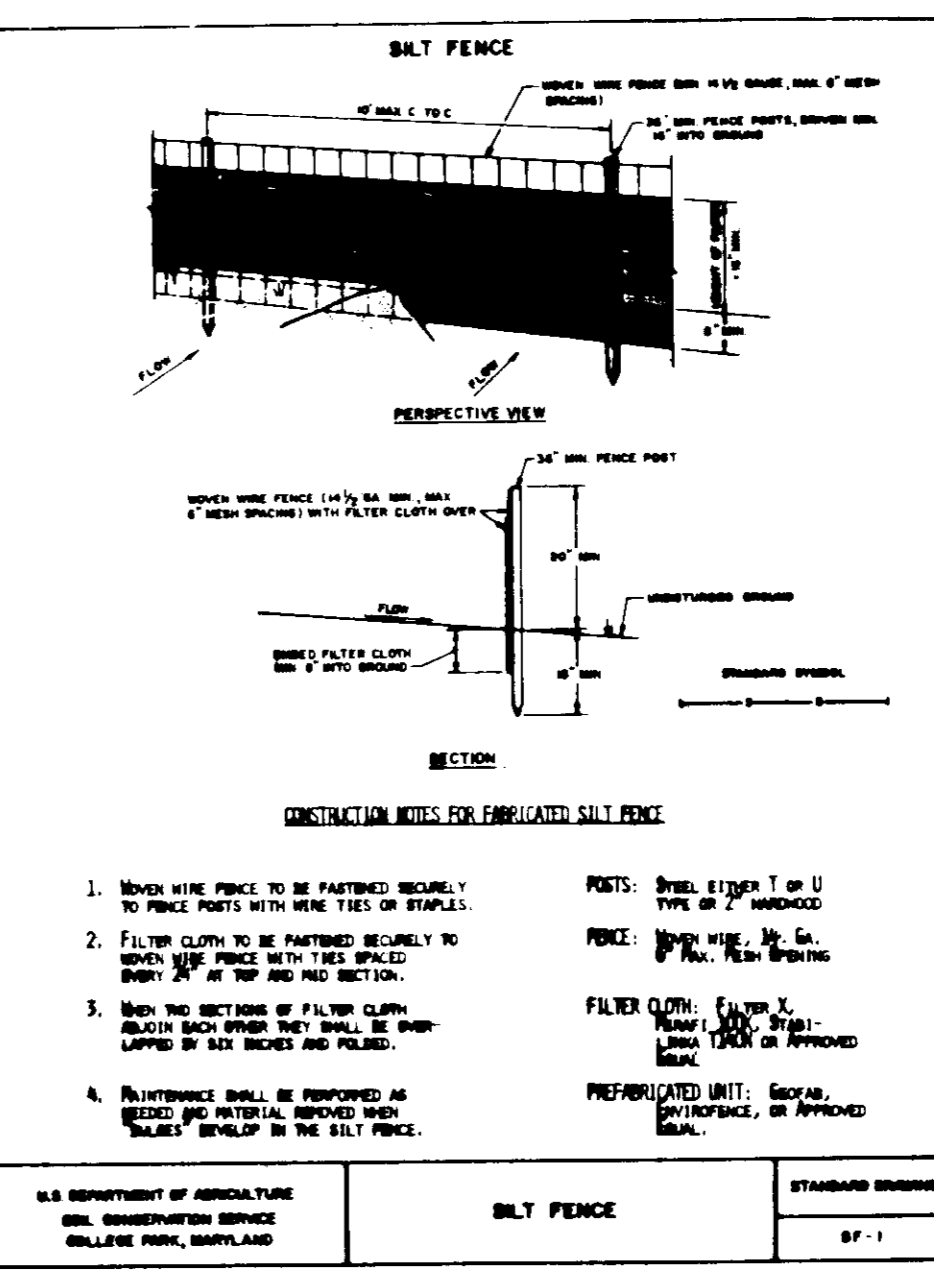 SILT FENCE
WOVEN WIRE FENCE (MIN 14 1/2 GAUGE, MAX. 6" MESH
SPACING)
10' MAX C TO C
36" MIN. FENCE POSTS, DRIVEN MIN.
16" INTO GROUND
HEIGHT OF FILTER
= 16" MIN.
8" MIN.
FLOW
FLOW
PERSPECTIVE VIEW
36" MIN. FENCE POST
WOVEN WIRE FENCE (14 1/2 GA. MIN., MAX
6" MESH SPACING) WITH FILTER CLOTH OVER
20" MIN
FLOW
UNDISTURBED GROUND
EMBED FILTER CLOTH
MIN 8" INTO GROUND
16" MIN
STANDARD SYMBOL
SECTION
CONSTRUCTION NOTES FOR FABRICATED SILT FENCE
1. WOVEN WIRE FENCE TO BE FASTENED SECURELY
TO FENCE POSTS WITH WIRE TIES OR STAPLES.
2. FILTER CLOTH TO BE FASTENED SECURELY TO
WOVEN WIRE FENCE WITH TIES SPACED
EVERY 24" AT TOP AND MID SECTION.
3. WHEN TWO SECTIONS OF FILTER CLOTH
ADJOIN EACH OTHER THEY SHALL BE OVER-
LAPPED BY SIX INCHES AND FOLDED.
4. MAINTENANCE SHALL BE PERFORMED AS
NEEDED AND MATERIAL REMOVED WHEN
"BULGES" DEVELOP IN THE SILT FENCE.
POSTS: STEEL EITHER T OR U
TYPE OR 2" HARDWOOD
FENCE: WOVEN WIRE, 14. GA.
6" MAX. MESH OPENING
FILTER CLOTH: FILTER X,
MIRAFI 100X, STABI-
LINKA T140N OR APPROVED
EQUAL
PREFABRICATED UNIT: GEOFAB,
ENVIROFENCE, OR APPROVED
EQUAL.
U.S. DEPARTMENT OF AGRICULTURE
SOIL CONSERVATION SERVICE
COLLEGE PARK, MARYLAND
SILT FENCE
STANDARD DRAWING
SF-1